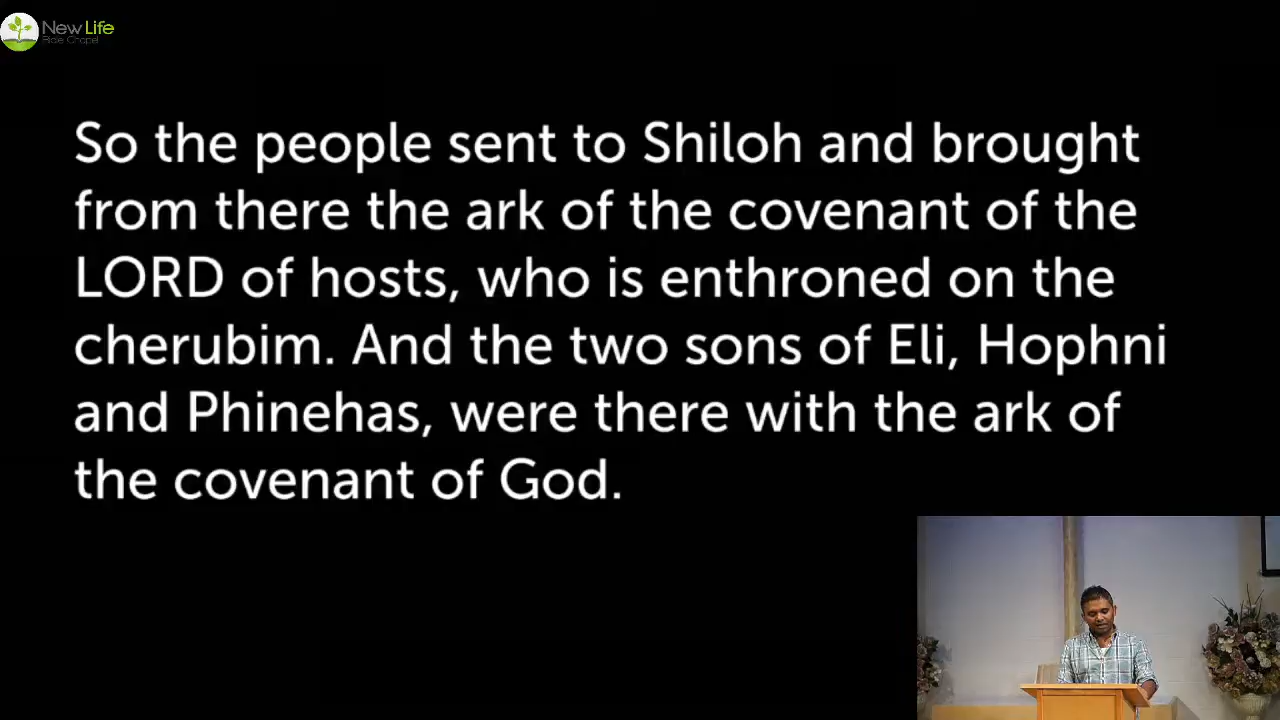 New Life
Bible Chapel
So the people sent to Shiloh and brought
from there the ark of the covenant of the
LORD of hosts, who is enthroned on the
cherubim. And the two sons of Eli, Hophni
and Phinehas, were there with the ark of
the covenant of God.